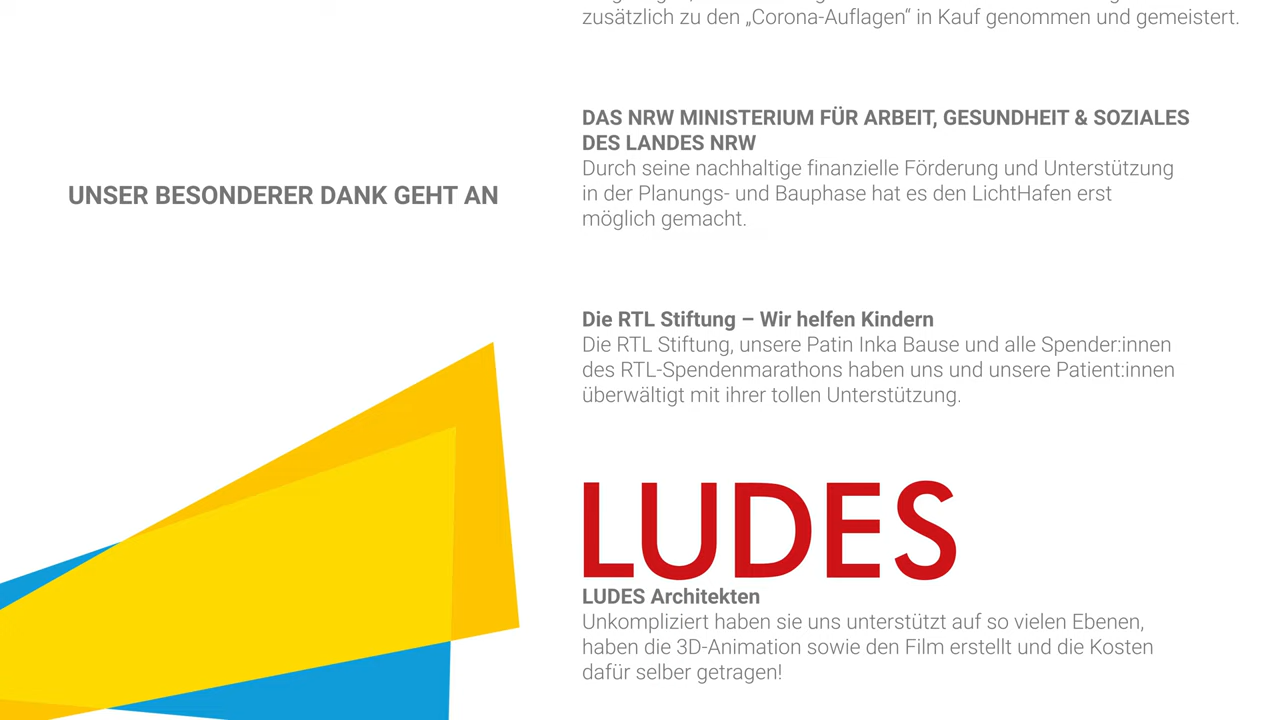 zusätzlich zu den „Corona-Auflagen“ in Kauf genommen und gemeistert.
UNSER BESONDERER DANK GEHT AN
DAS NRW MINISTERIUM FÜR ARBEIT, GESUNDHEIT & SOZIALES
DES LANDES NRW
Durch seine nachhaltige finanzielle Förderung und Unterstützung
in der Planungs- und Bauphase hat es den LichtHafen erst
möglich gemacht.
Die RTL Stiftung – Wir helfen Kindern
Die RTL Stiftung, unsere Patin Inka Bause und alle Spender:innen
des RTL-Spendenmarathons haben uns und unsere Patient:innen
überwältigt mit ihrer tollen Unterstützung.
LUDES
LUDES Architekten
Unkompliziert haben sie uns unterstützt auf so vielen Ebenen,
haben die 3D-Animation sowie den Film erstellt und die Kosten
dafür selber getragen!